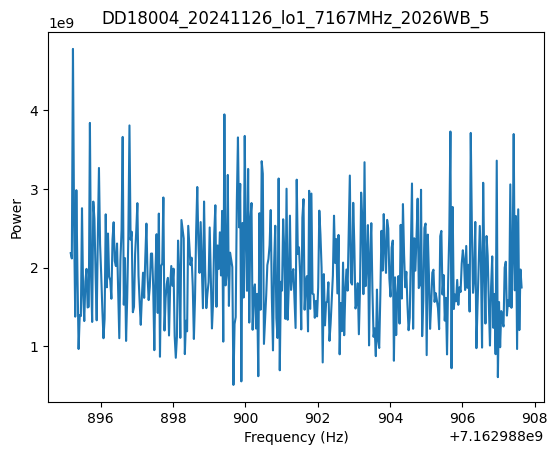 DD18004_20241126_lo1_7167MHz_2026WB_5
1e9
4
3
2
1
Power
896 898 900 902 904 906 908
Frequency (Hz)
+7.162988e9